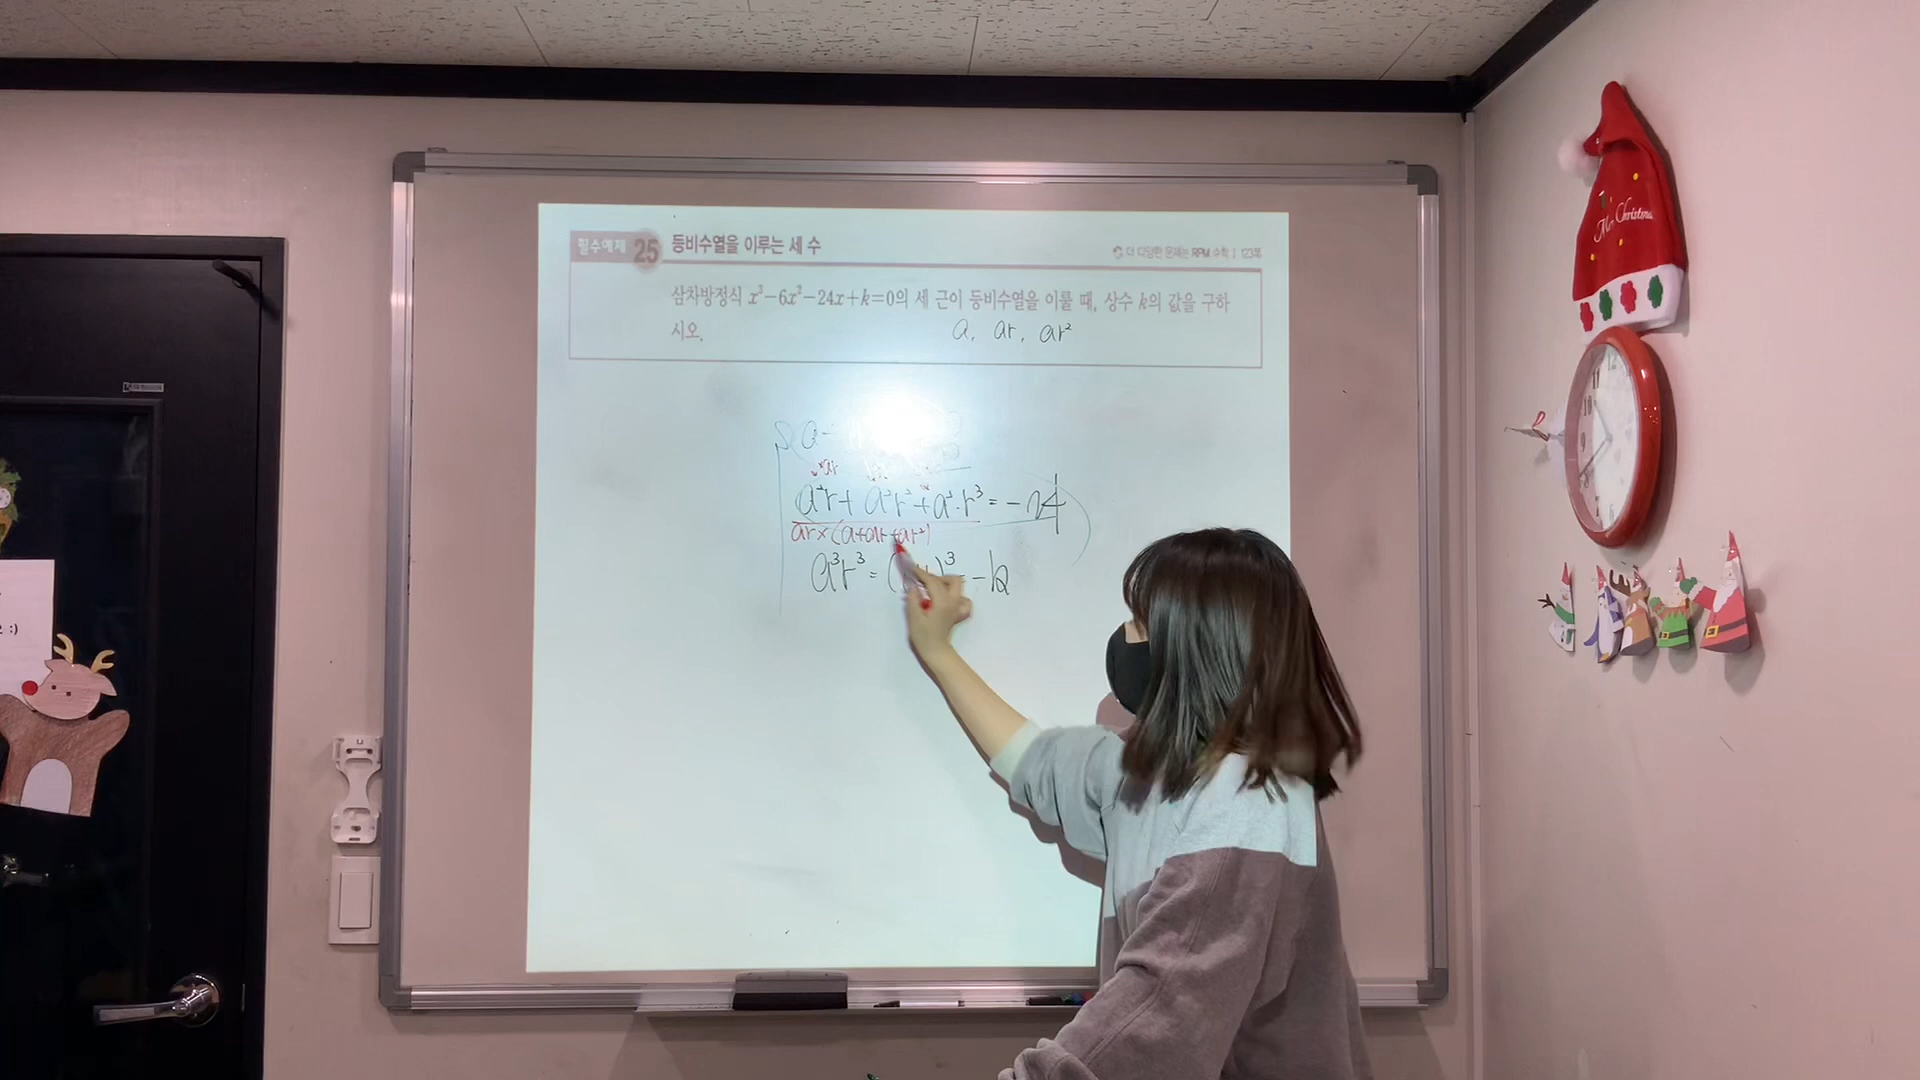 필수예제 25 등비수열을 이루는 세 수
더 다양한 문제는 RPM 수학 I 123쪽
삼차방정식 x³-6x²-24x+k=0의 세 근이 등비수열을 이룰 때, 상수 k의 값을 구하
시오.
a, ar, ar²
a²r+a²r²+a²·r³=-24
ar×(a+ar+ar²)
a³r³=( )³=-k
Merry Christmas
:)